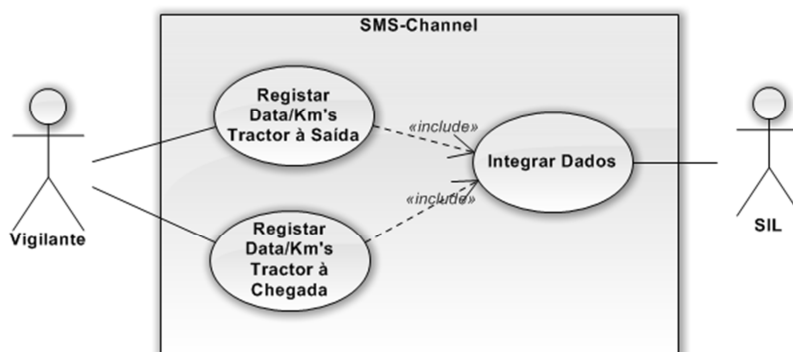 SMS-Channel
Registar
Data/Km's
Tractor à Saída
«include»
Integrar Dados
«include»
Registar
Data/Km's
Tractor à
Chegada
Vigilante
SIL